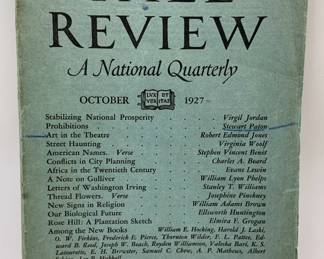 REVIEW
A National Quarterly
OCTOBER LUX ET VERITAS 1927
Stabilizing National Prosperity Virgil Jordan
Prohibitions Stewart Paton
Art in the Theatre Robert Edmond Jones
Street Haunting Virginia Woolf
American Names. Verse Stephen Vincent Benét
Conflicts in City Planning Charles A. Beard
Africa in the Twentieth Century Evans Lewin
A Note on Gulliver William Lyon Phelps
Letters of Washington Irving Stanley T. Williams
Thread Flowers. Verse Josephine Pinckney
New Signs in Religion William Adams Brown
Our Biological Future Ellsworth Huntington
Rose Hill: A Plantation Sketch Elmira F. Grogan
Among the New Books William E. Hocking, Harold J. Laski,
O. W. Firkins, Frederick E. Pierce, Thornton Wilder, F. L. Pattee, Edward B. Reed, Joseph W. Beach, Royden Williamson, Valeska Bari, K. S.
Latourette, E. H. Brewster, Samuel C. Chew, A. P. Mathews, Albert